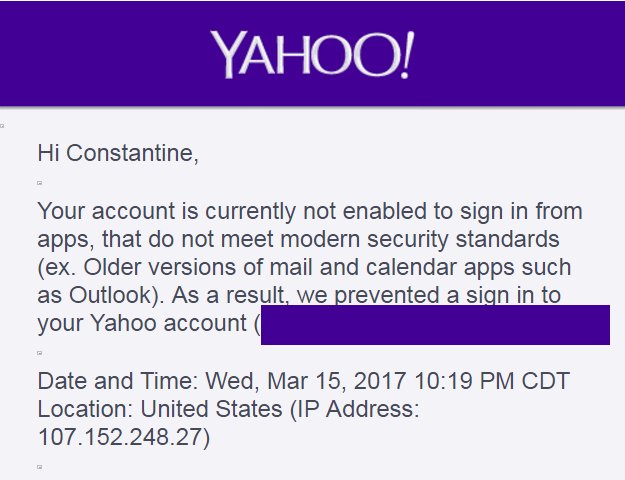 YAHOO!
Hi Constantine,
Your account is currently not enabled to sign in from
apps, that do not meet modern security standards
(ex. Older versions of mail and calendar apps such
as Outlook). As a result, we prevented a sign in to
your Yahoo account (
Date and Time: Wed, Mar 15, 2017 10:19 PM CDT
Location: United States (IP Address:
107.152.248.27)